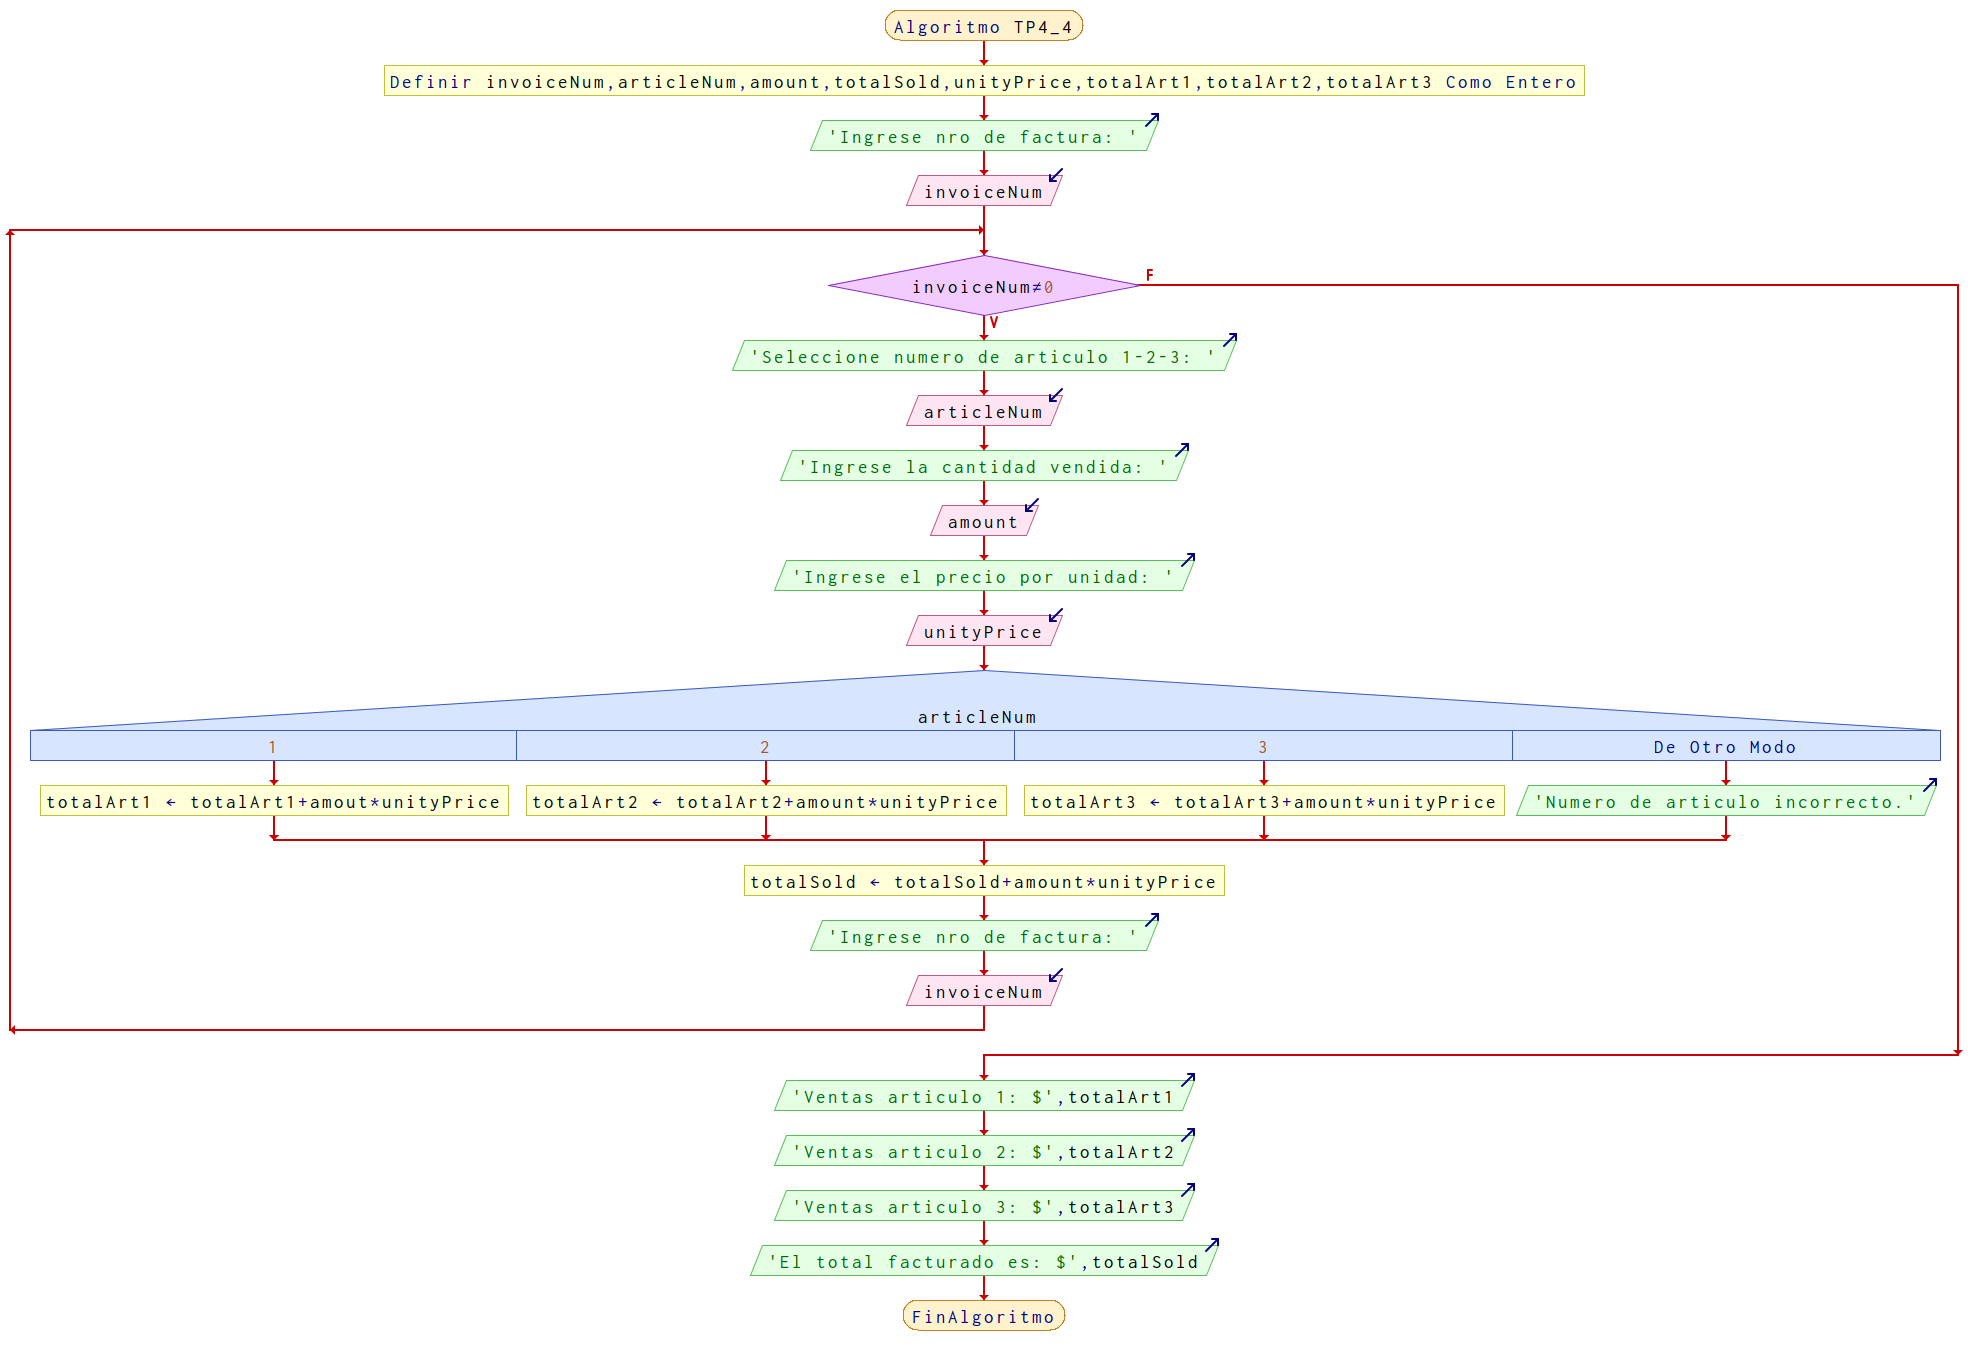 Algoritmo TP4_4
Definir invoiceNum,articleNum,amount,totalSold,unityPrice,totalArt1,totalArt2,totalArt3 Como Entero
'Ingrese nro de factura: '
invoiceNum
invoiceNum≠0
F
V
'Seleccione numero de articulo 1-2-3: '
articleNum
'Ingrese la cantidad vendida: '
amount
'Ingrese el precio por unidad: '
unityPrice
articleNum
1 2 3 De Otro Modo
totalArt1 ← totalArt1+amout*unityPrice totalArt2 ← totalArt2+amount*unityPrice totalArt3 ← totalArt3+amount*unityPrice 'Numero de articulo incorrecto.'
totalSold ← totalSold+amount*unityPrice
'Ingrese nro de factura: '
invoiceNum
'Ventas articulo 1: $',totalArt1
'Ventas articulo 2: $',totalArt2
'Ventas articulo 3: $',totalArt3
'El total facturado es: $',totalSold
FinAlgoritmo